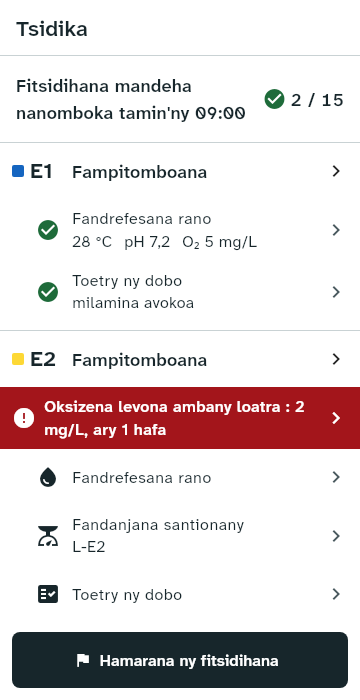 Tsidika
Fitsidihana mandeha
nanomboka tamin'ny 09:00
2 / 15
E1 Fampitomboana
Fandrefesana rano
28 °C pH 7,2 O₂ 5 mg/L
Toetry ny dobo
milamina avokoa
E2 Fampitomboana
Oksizena levona ambany loatra : 2
mg/L, ary 1 hafa
Fandrefesana rano
Fandanjana santionany
L-E2
Toetry ny dobo
Hamarana ny fitsidihana